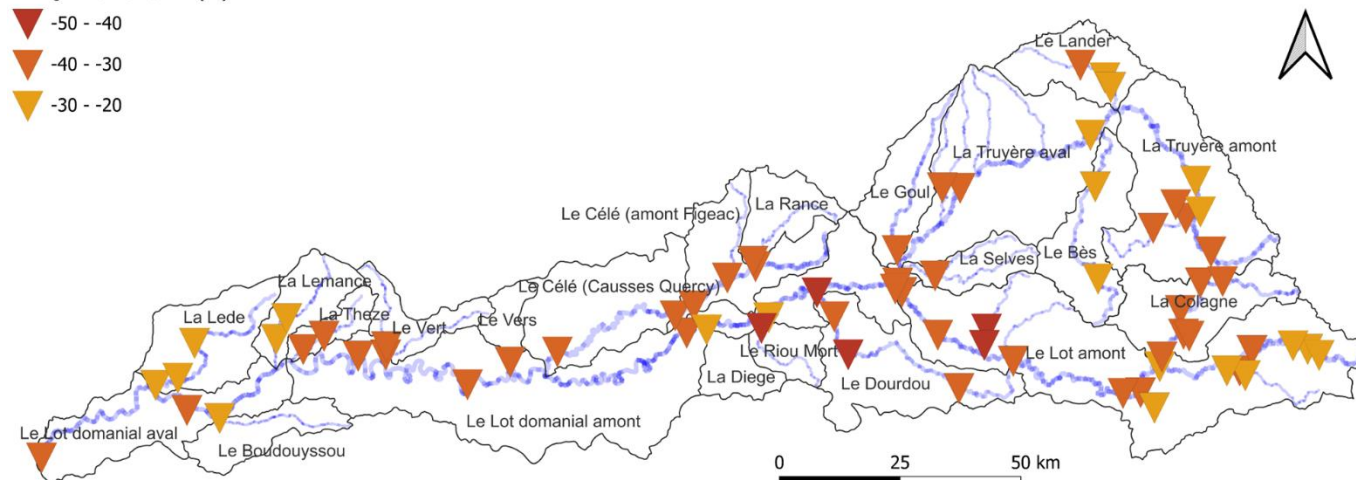 -50 - -40
-40 - -30
-30 - -20
Le Lander
La Truyère aval
La Truyère amont
Le Goul
La Rance
Le Célé (amont Figeac)
La Selves
Le Bès
La Lemance
La Célé (Causses Quercy)
La Colagne
La Lede
La Theze
Le Vert
Le Vers
Le Riou Mort
Le Lot amont
La Diege
Le Dourdou
Le Lot domanial aval
Le Lot domanial amont
Le Boudouyssou
0 25 50 km